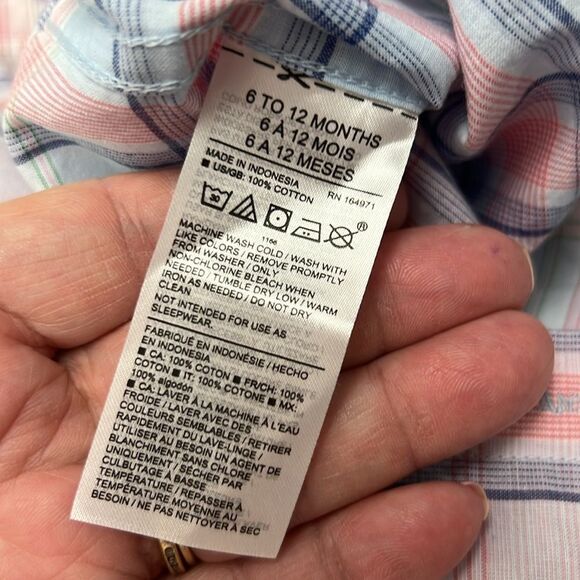 6 TO 12 MONTHS
6 À 12 MOIS
6 A 12 MESES
MADE IN INDONESIA
■ US/GB: 100% COTTON RN 164971
30
1166
MACHINE WASH COLD / WASH WITH
LIKE COLORS / REMOVE PROMPTLY
FROM WASHER / ONLY
NON-CHLORINE BLEACH WHEN
NEEDED / TUMBLE DRY LOW / WARM
IRON AS NEEDED / DO NOT DRY
CLEAN
NOT INTENDED FOR USE AS
SLEEPWEAR.
FABRIQUÉ EN INDONÉSIE / HECHO
EN INDONESIA
■ CA: 100% COTTON ■ FR/CH: 100%
COTON ■ IT: 100% COTONE ■ MX:
100% algodón
■ CA: LAVER À LA MACHINE À L'EAU
FROIDE / LAVER AVEC DES
COULEURS SEMBLABLES / RETIRER
RAPIDEMENT DU LAVE-LINGE /
UTILISER AU BESOIN UN AGENT DE
BLANCHIMENT SANS CHLORE
UNIQUEMENT / SÉCHER PAR
CULBUTAGE À BASSE
TEMPÉRATURE / REPASSER À
TEMPÉRATURE MOYENNE AU
BESOIN / NE PAS NETTOYER À SEC